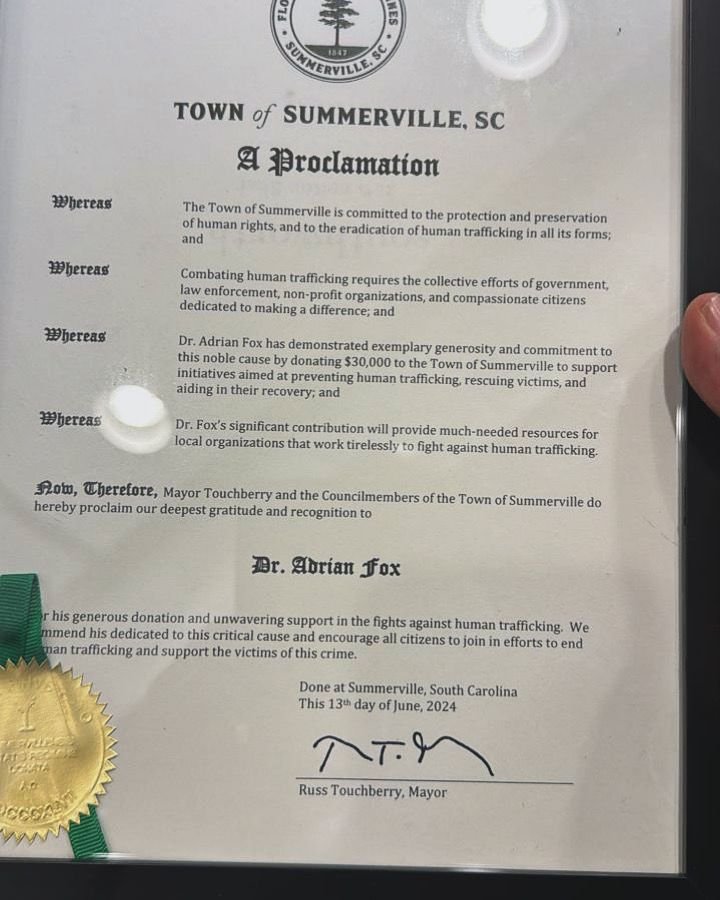 SUMMERVILLE, SC
1847
TOWN of SUMMERVILLE, SC
A Proclamation
Whereas
The Town of Summerville is committed to the protection and preservation
of human rights, and to the eradication of human trafficking in all its forms;
and
Whereas
Combating human trafficking requires the collective efforts of government,
law enforcement, non-profit organizations, and compassionate citizens
dedicated to making a difference; and
Whereas
Dr. Adrian Fox has demonstrated exemplary generosity and commitment to
this noble cause by donating $30,000 to the Town of Summerville to support
initiatives aimed at preventing human trafficking, rescuing victims, and
aiding in their recovery; and
Whereas
Dr. Fox's significant contribution will provide much-needed resources for
local organizations that work tirelessly to fight against human trafficking.
Now, Therefore, Mayor Touchberry and the Councilmembers of the Town of Summerville do
hereby proclaim our deepest gratitude and recognition to
Dr. Adrian Fox
r his generous donation and unwavering support in the fights against human trafficking. We
mmend his dedicated to this critical cause and encourage all citizens to join in efforts to end
man trafficking and support the victims of this crime.
Done at Summerville, South Carolina
This 13th day of June, 2024
Russ Touchberry, Mayor